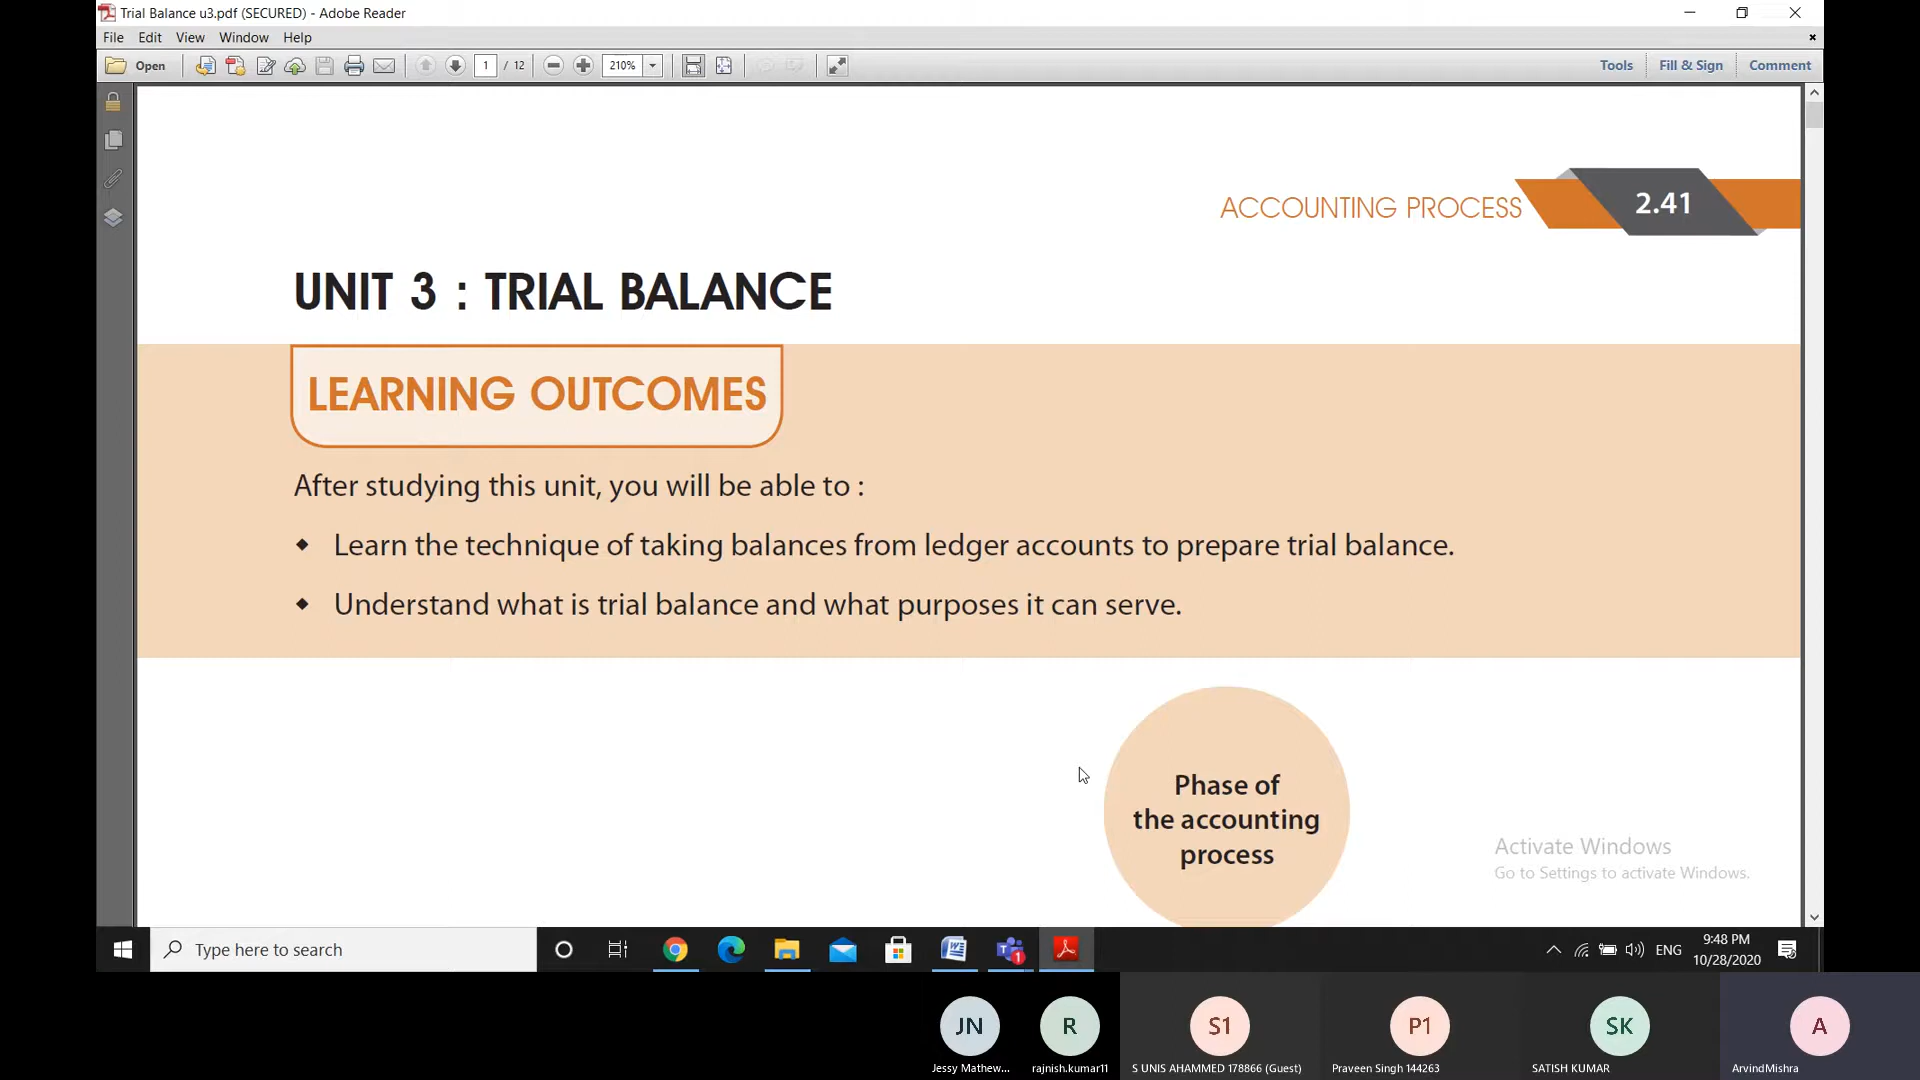 Trial Balance u3.pdf (SECURED) - Adobe Reader
File Edit View Window Help
Open 1 / 12 210% Tools Fill & Sign Comment
ACCOUNTING PROCESS 2.41
UNIT 3 : TRIAL BALANCE
LEARNING OUTCOMES
After studying this unit, you will be able to :
◆ Learn the technique of taking balances from ledger accounts to prepare trial balance.
◆ Understand what is trial balance and what purposes it can serve.
Phase of
the accounting
process
Activate Windows
Go to Settings to activate Windows.
Type here to search
1
ENG
9:48 PM
10/28/2020
JN R S1 P1 SK A
Jessy Mathew... rajnish.kumar11 S UNIS AHAMMED 178866 (Guest) Praveen Singh 144263 SATISH KUMAR ArvindMishra